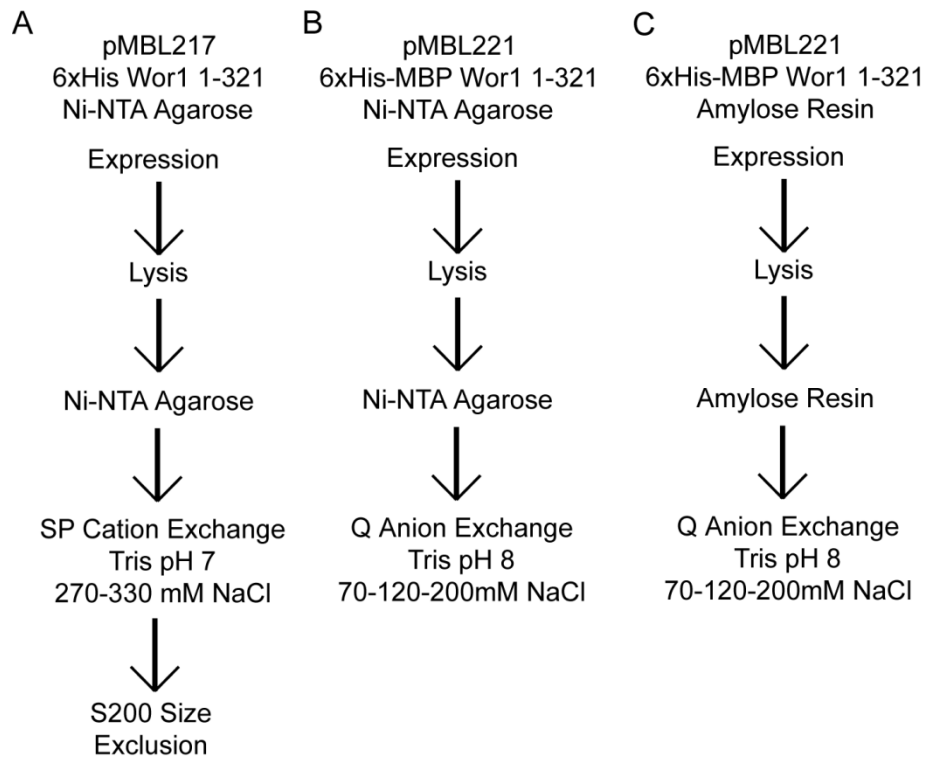 A
pMBL217
6xHis Wor1 1-321
Ni-NTA Agarose
Expression
Lysis
Ni-NTA Agarose
SP Cation Exchange
Tris pH 7
270-330 mM NaCl
S200 Size
Exclusion
B
pMBL221
6xHis-MBP Wor1 1-321
Ni-NTA Agarose
Expression
Lysis
Ni-NTA Agarose
Q Anion Exchange
Tris pH 8
70-120-200mM NaCl
C
pMBL221
6xHis-MBP Wor1 1-321
Amylose Resin
Expression
Lysis
Amylose Resin
Q Anion Exchange
Tris pH 8
70-120-200mM NaCl